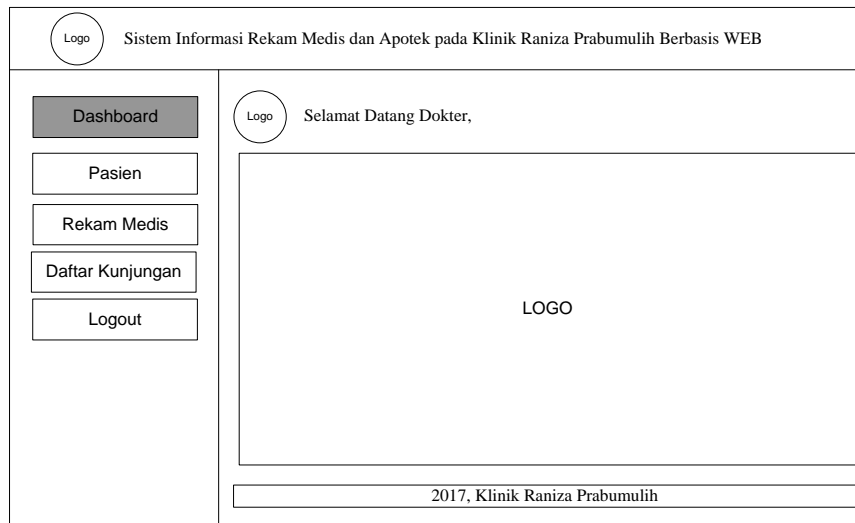 Logo
Sistem Informasi Rekam Medis dan Apotek pada Klinik Raniza Prabumulih Berbasis WEB
Dashboard
Pasien
Rekam Medis
Daftar Kunjungan
Logout
Logo
Selamat Datang Dokter,
LOGO
2017, Klinik Raniza Prabumulih